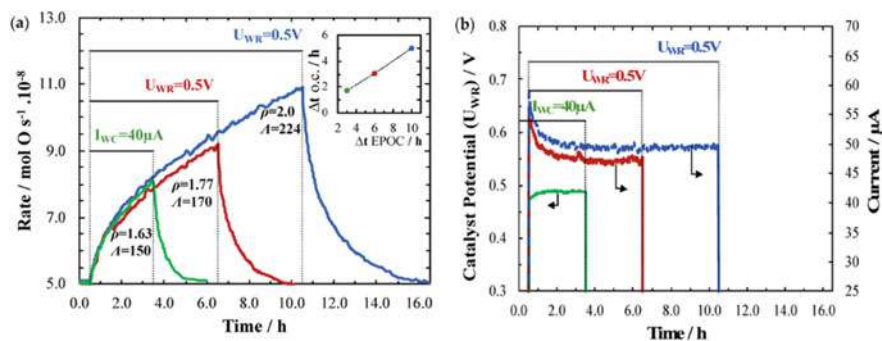 (a)
13.0
11.0
9.0
7.0
5.0
Rate / mol O s⁻¹ .10⁻⁸
U_WR=0.5V
U_WR=0.5V
I_WC=40μA
ρ=2.0
Λ=224
ρ=1.77
Λ=170
ρ=1.63
Λ=150
Δt o.c. / h
6
4
2
0
2 4 6 8 10
Δt EPOC / h
0.0 2.0 4.0 6.0 8.0 10.0 12.0 14.0 16.0
Time / h
(b)
0.8
0.7
0.6
0.5
0.4
0.3
Catalyst Potential (U_WR) / V
U_WR=0.5V
U_WR=0.5V
I_WC=40μA
70
65
60
55
50
45
40
35
30
25
Current / μA
0.0 2.0 4.0 6.0 8.0 10.0 12.0 14.0 16.0
Time / h